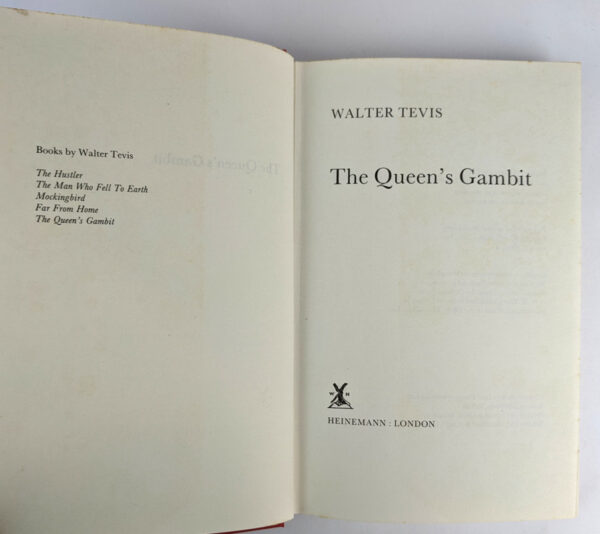 Books by Walter Tevis
The Hustler
The Man Who Fell To Earth
Mockingbird
Far From Home
The Queen's Gambit
WALTER TEVIS
The Queen's Gambit
W H
HEINEMANN : LONDON